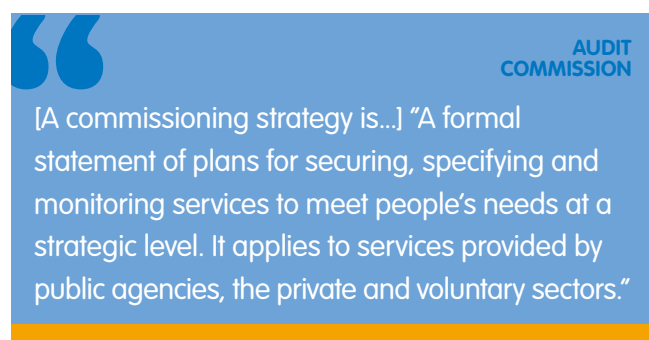 “
AUDIT
COMMISSION
[A commissioning strategy is...] “A formal
statement of plans for securing, specifying and
monitoring services to meet people’s needs at a
strategic level. It applies to services provided by
public agencies, the private and voluntary sectors.”